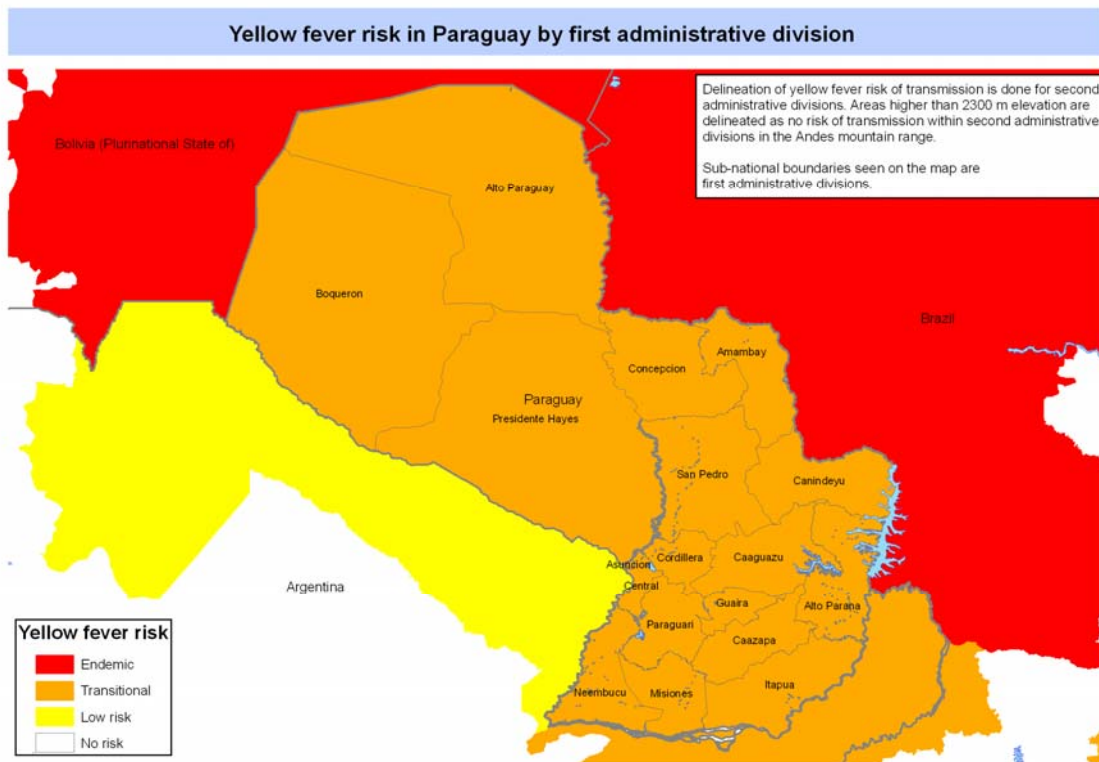 Yellow fever risk in Paraguay by first administrative division
Delineation of yellow fever risk of transmission is done for second
administrative divisions. Areas higher than 2300 m elevation are
delineated as no risk of transmission within second administrative
divisions in the Andes mountain range.
Sub-national boundaries seen on the map are
first administrative divisions.
Bolivia (Plurinational State of)
Alto Paraguay
Boqueron
Brazil
Amambay
Concepcion
Paraguay
Presidente Hayes
San Pedro
Canindeyu
Asuncion
Cordillera
Caaguazu
Central
Argentina
Guaira
Alto Parana
Paraguari
Caazapa
Neembucu
Misiones
Itapua
Yellow fever risk
Endemic
Transitional
Low risk
No risk